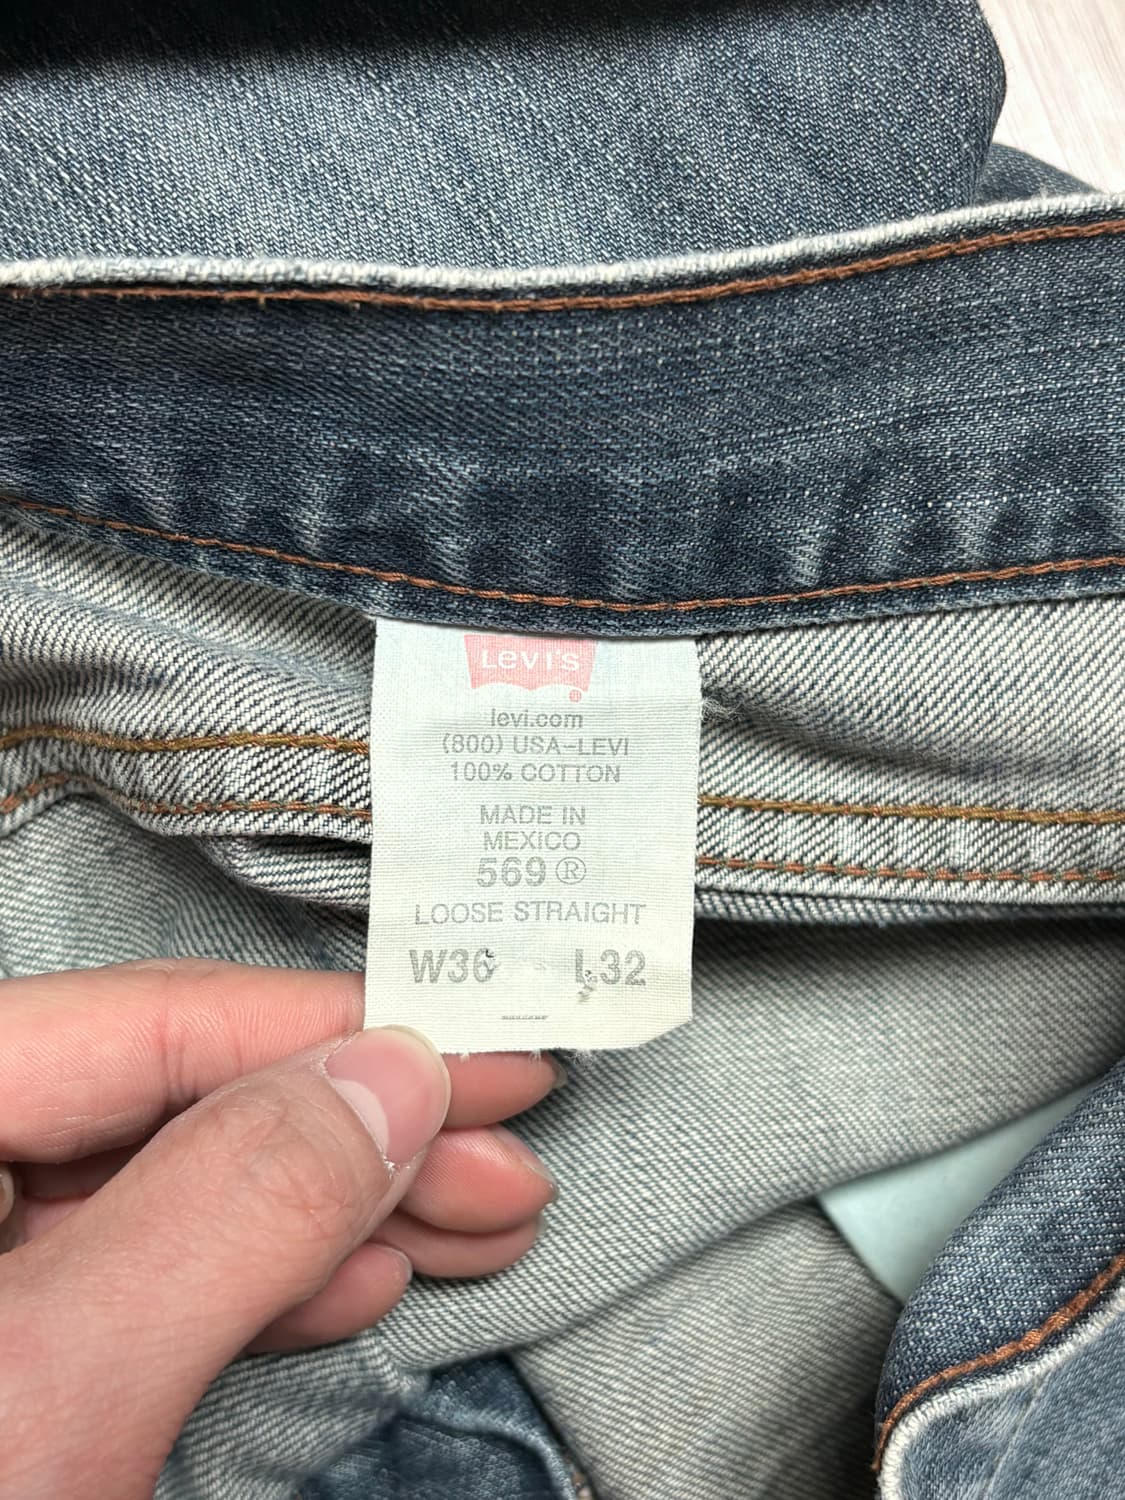 Levi's ®
levi.com
(800) USA-LEVI
100% COTTON
MADE IN
MEXICO
569®
LOOSE STRAIGHT
W36 L32